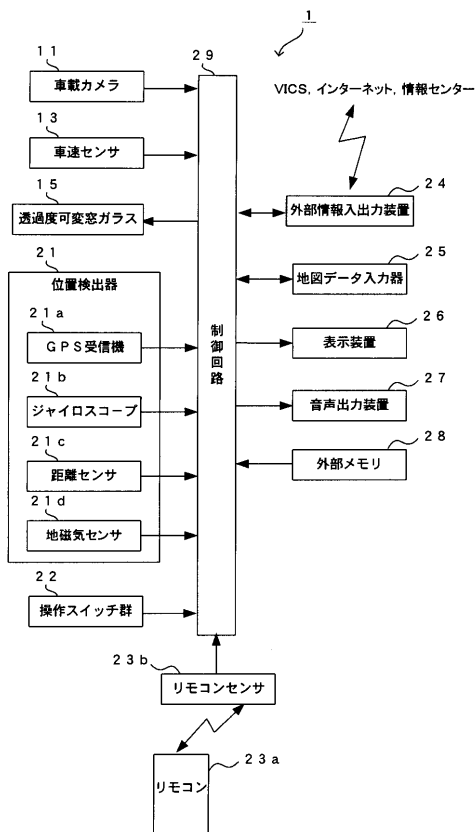 1
29
11
車載カメラ
VICS, インターネット, 情報センター
13
車速センサ
24
15
外部情報入出力装置
透過度可変窓ガラス
25
21
地図データ入力器
位置検出器
26
21a
GPS受信機
制御回路
表示装置
21b
27
ジャイロスコープ
音声出力装置
21c
28
距離センサ
外部メモリ
21d
地磁気センサ
22
操作スイッチ群
23b
リモコンセンサ
23a
リモコン